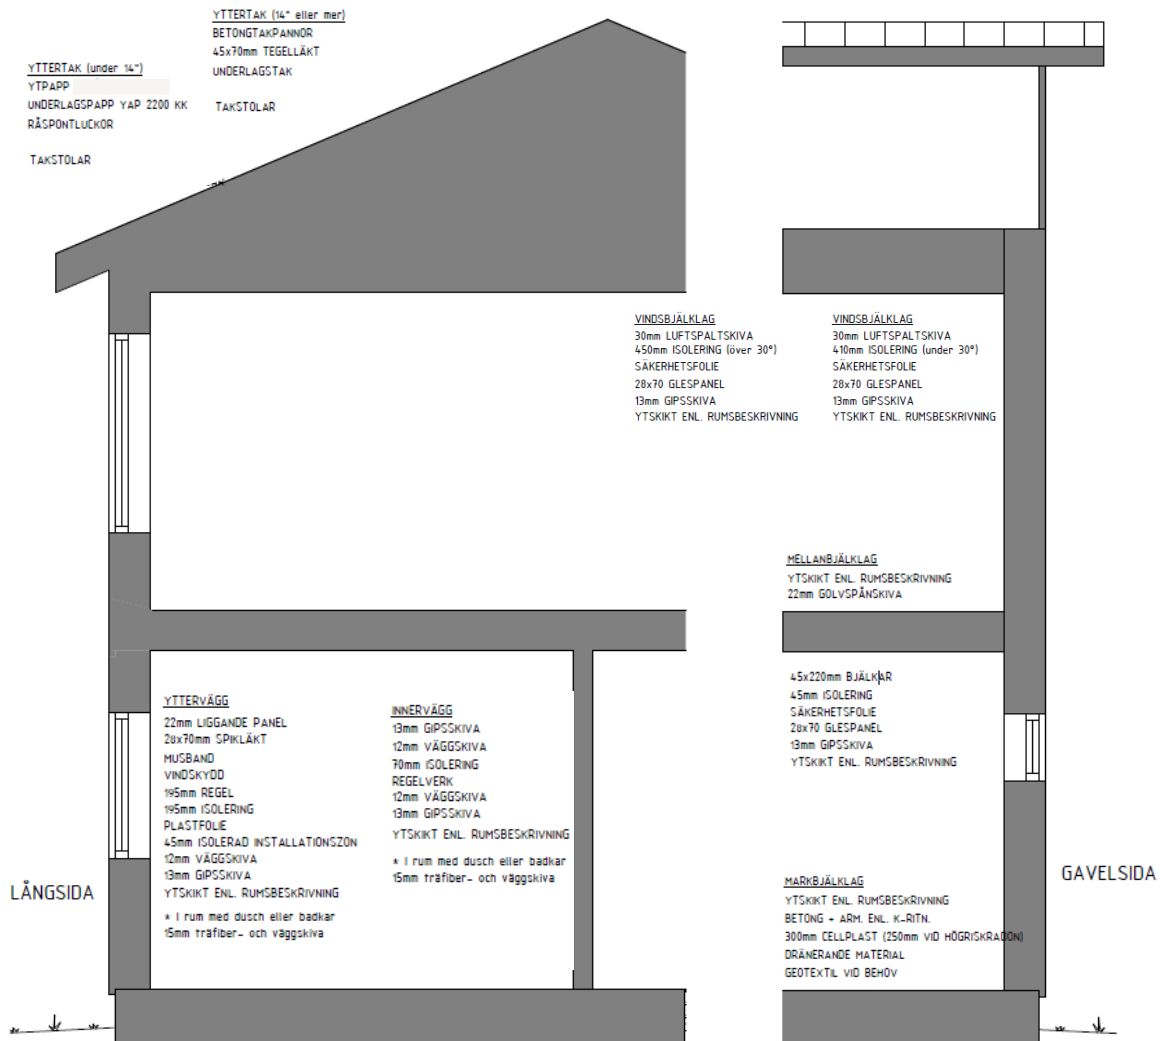 YTTERTAK (14° eller mer)
BETONGTAKPANNOR
45x70mm TEGELLÄKT
UNDERLAGSTAK
TAKSTOLAR
YTTERTAK (under 14°)
YTPAPP
UNDERLAGSPAPP YAP 2200 KK
RÅSPONTLUCKOR
TAKSTOLAR
VINDSBJÄLKLAG
30mm LUFTSPALTSKIVA
450mm ISOLERING (över 30°)
SÄKERHETSFOLIE
28x70 GLESPANEL
13mm GIPSSKIVA
YTSKIKT ENL. RUMSBESKRIVNING
VINDSBJÄLKLAG
30mm LUFTSPALTSKIVA
410mm ISOLERING (under 30°)
SÄKERHETSFOLIE
28x70 GLESPANEL
13mm GIPSSKIVA
YTSKIKT ENL. RUMSBESKRIVNING
MELLANBJÄLKLAG
YTSKIKT ENL. RUMSBESKRIVNING
22mm GOLVSPÅNSKIVA
45x220mm BJÄLKAR
45mm ISOLERING
SÄKERHETSFOLIE
28x70 GLESPANEL
13mm GIPSSKIVA
YTSKIKT ENL. RUMSBESKRIVNING
YTTERVÄGG
22mm LIGGANDE PANEL
28x70mm SPIKLÄKT
MUSBAND
VINDSKYDD
195mm REGEL
195mm ISOLERING
PLASTFOLIE
45mm ISOLERAD INSTALLATIONSZON
12mm VÄGGSKIVA
13mm GIPSSKIVA
YTSKIKT ENL. RUMSBESKRIVNING
* I rum med dusch eller badkar
15mm träfiber- och väggskiva
INNERVÄGG
13mm GIPSSKIVA
12mm VÄGGSKIVA
70mm ISOLERING
REGELVERK
12mm VÄGGSKIVA
13mm GIPSSKIVA
YTSKIKT ENL. RUMSBESKRIVNING
* I rum med dusch eller badkar
15mm träfiber- och väggskiva
LÅNGSIDA
GAVELSIDA
MARKBJÄLKLAG
YTSKIKT ENL. RUMSBESKRIVNING
BETONG + ARM. ENL. K-RITN.
300mm CELLPLAST (250mm VID HÖGRISKRADON)
DRÄNERANDE MATERIAL
GEOTEXTIL VID BEHOV